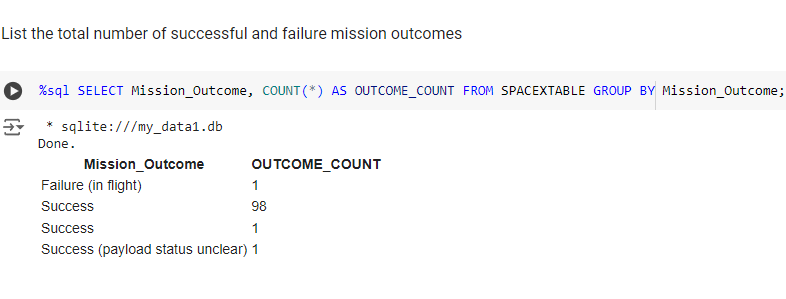 List the total number of successful and failure mission outcomes
%sql SELECT Mission_Outcome, COUNT(*) AS OUTCOME_COUNT FROM SPACEXTABLE GROUP BY Mission_Outcome;
* sqlite:///my_data1.db
Done.
Mission_Outcome OUTCOME_COUNT
Failure (in flight) 1
Success 98
Success 1
Success (payload status unclear) 1